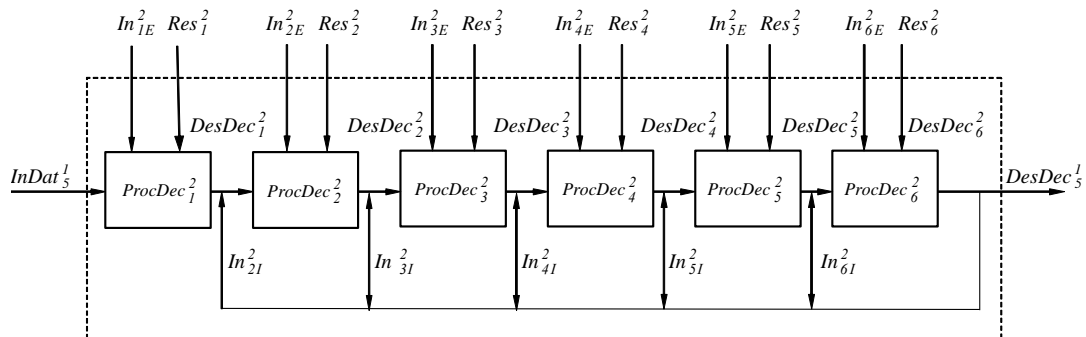 In²₁E Res²₁ In²₂E Res²₂ In²₃E Res²₃ In²₄E Res²₄ In²₅E Res²₅ In²₆E Res²₆
DesDec²₁ DesDec²₂ DesDec²₃ DesDec²₄ DesDec²₅ DesDec²₆
InDat¹₅ ProcDec²₁ ProcDec²₂ ProcDec²₃ ProcDec²₄ ProcDec²₅ ProcDec²₆ DesDec¹₅
In²₂I In²₃I In²₄I In²₅I In²₆I